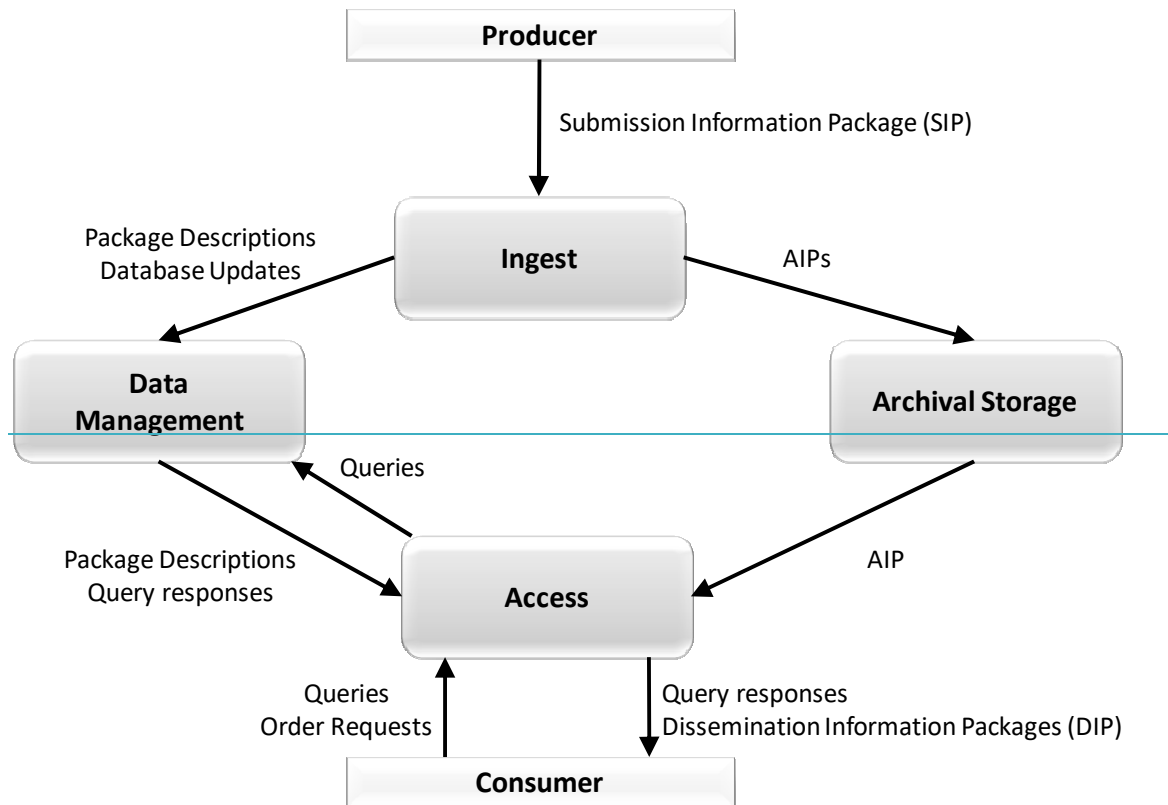 Producer
Submission Information Package (SIP)
Package Descriptions
Database Updates
Ingest
AIPs
Data
Management
Archival Storage
Queries
Package Descriptions
Query responses
AIP
Access
Queries
Order Requests
Query responses
Dissemination Information Packages (DIP)
Consumer